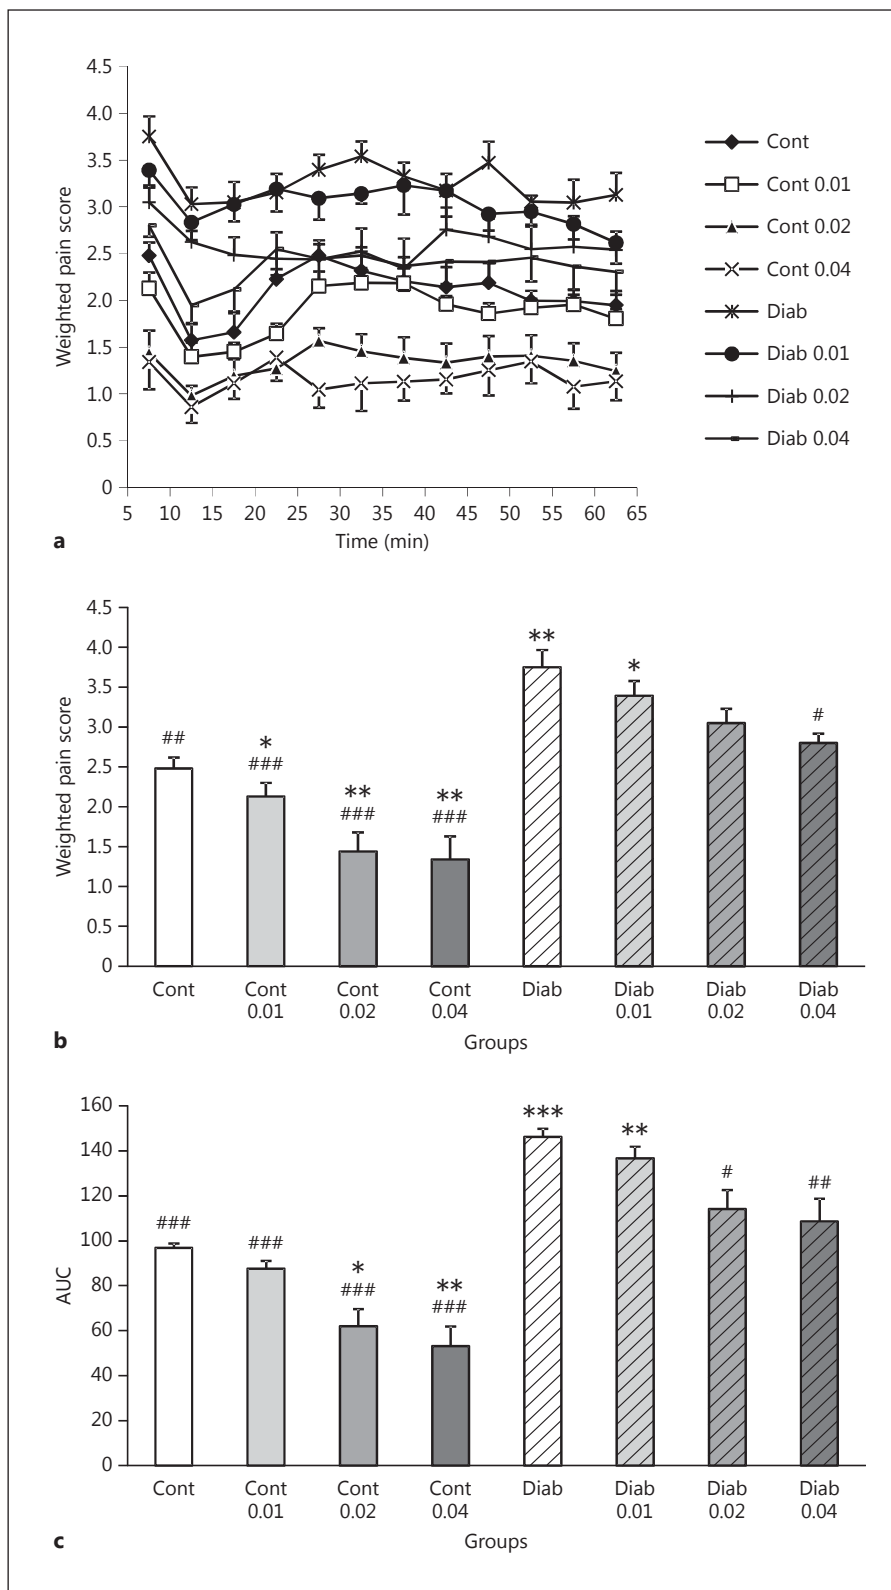 4.5
4.0
3.5
3.0
2.5
2.0
1.5
1.0
0.5
0
Weighted pain score
5 10 15 20 25 30 35 40 45 50 55 60 65
Time (min)
a
Cont
Cont 0.01
Cont 0.02
Cont 0.04
Diab
Diab 0.01
Diab 0.02
Diab 0.04
4.5
4.0
3.5
3.0
2.5
2.0
1.5
1.0
0.5
0
Weighted pain score
##
*
###
**
###
**
###
**
*
#
Cont
Cont
0.01
Cont
0.02
Cont
0.04
Diab
Diab
0.01
Diab
0.02
Diab
0.04
Groups
b
160
140
120
100
80
60
40
20
0
AUC
###
###
*
###
**
###
***
**
#
##
Cont
Cont
0.01
Cont
0.02
Cont
0.04
Diab
Diab
0.01
Diab
0.02
Diab
0.04
Groups
c